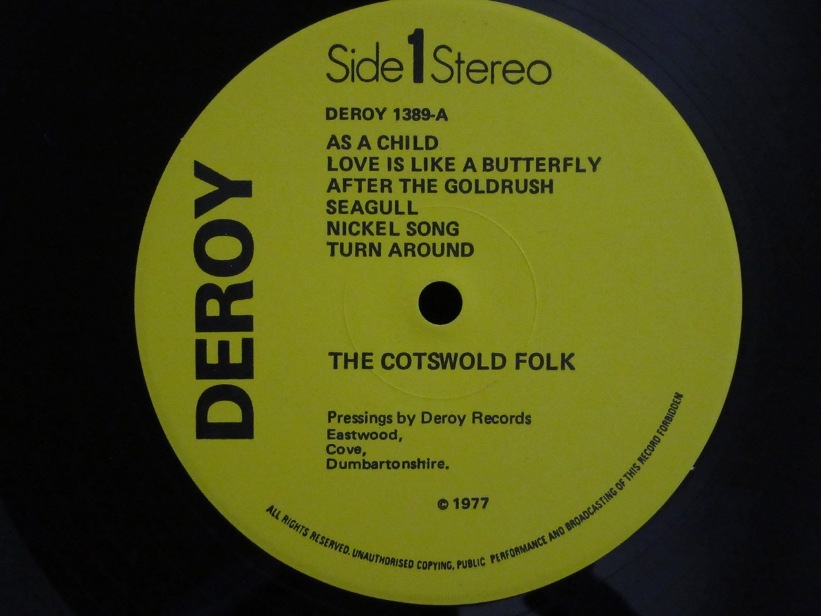 Side 1 Stereo
DEROY 1389-A
AS A CHILD
LOVE IS LIKE A BUTTERFLY
AFTER THE GOLDRUSH
SEAGULL
NICKEL SONG
TURN AROUND
DEROY
THE COTSWOLD FOLK
Pressings by Deroy Records
Eastwood,
Cove,
Dumbartonshire.
© 1977
ALL RIGHTS RESERVED. UNAUTHORISED COPYING, PUBLIC PERFORMANCE AND BROADCASTING OF THIS RECORD FORBIDDEN